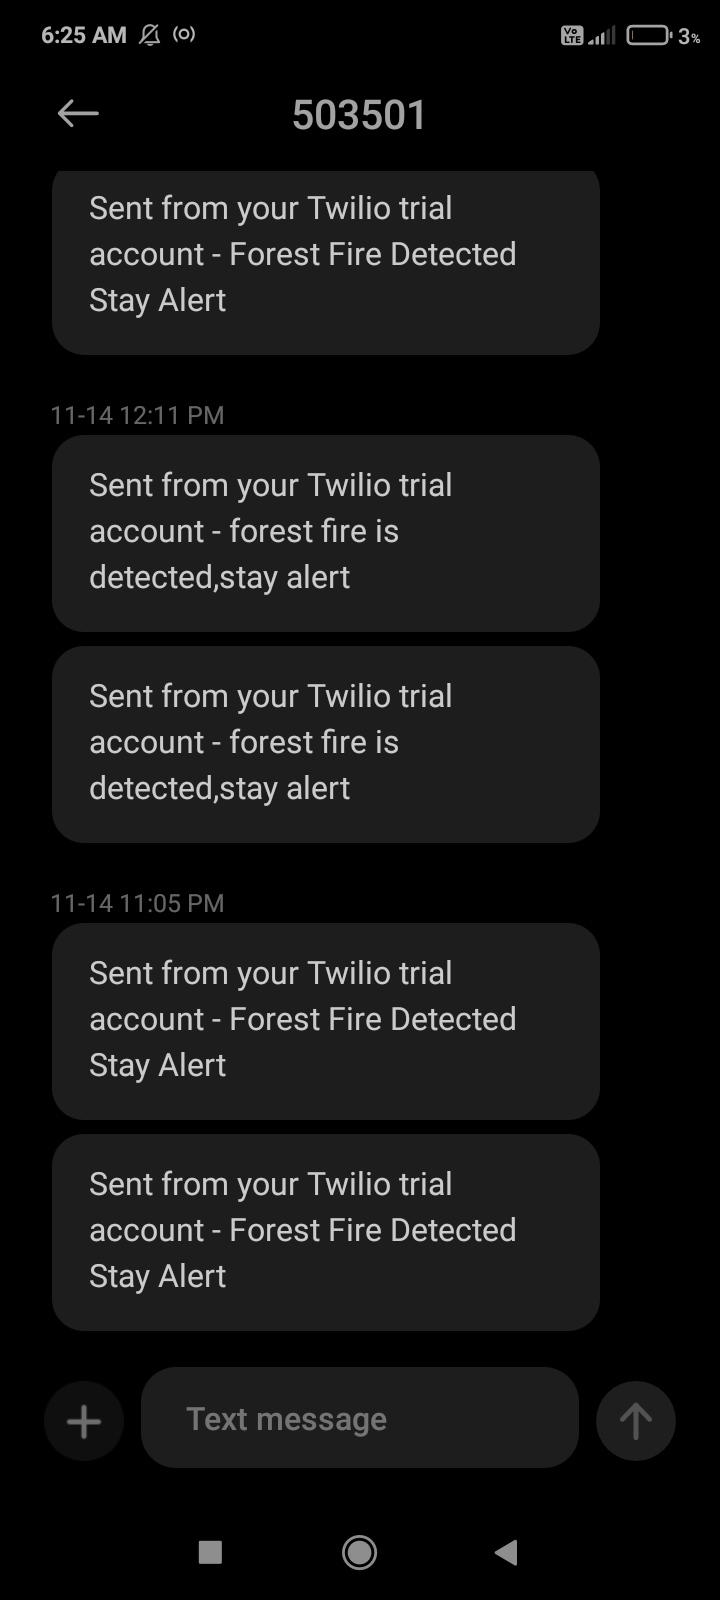 6:25 AM
Vo LTE
3%
503501
Sent from your Twilio trial
account - Forest Fire Detected
Stay Alert
11-14 12:11 PM
Sent from your Twilio trial
account - forest fire is
detected,stay alert
Sent from your Twilio trial
account - forest fire is
detected,stay alert
11-14 11:05 PM
Sent from your Twilio trial
account - Forest Fire Detected
Stay Alert
Sent from your Twilio trial
account - Forest Fire Detected
Stay Alert
Text message